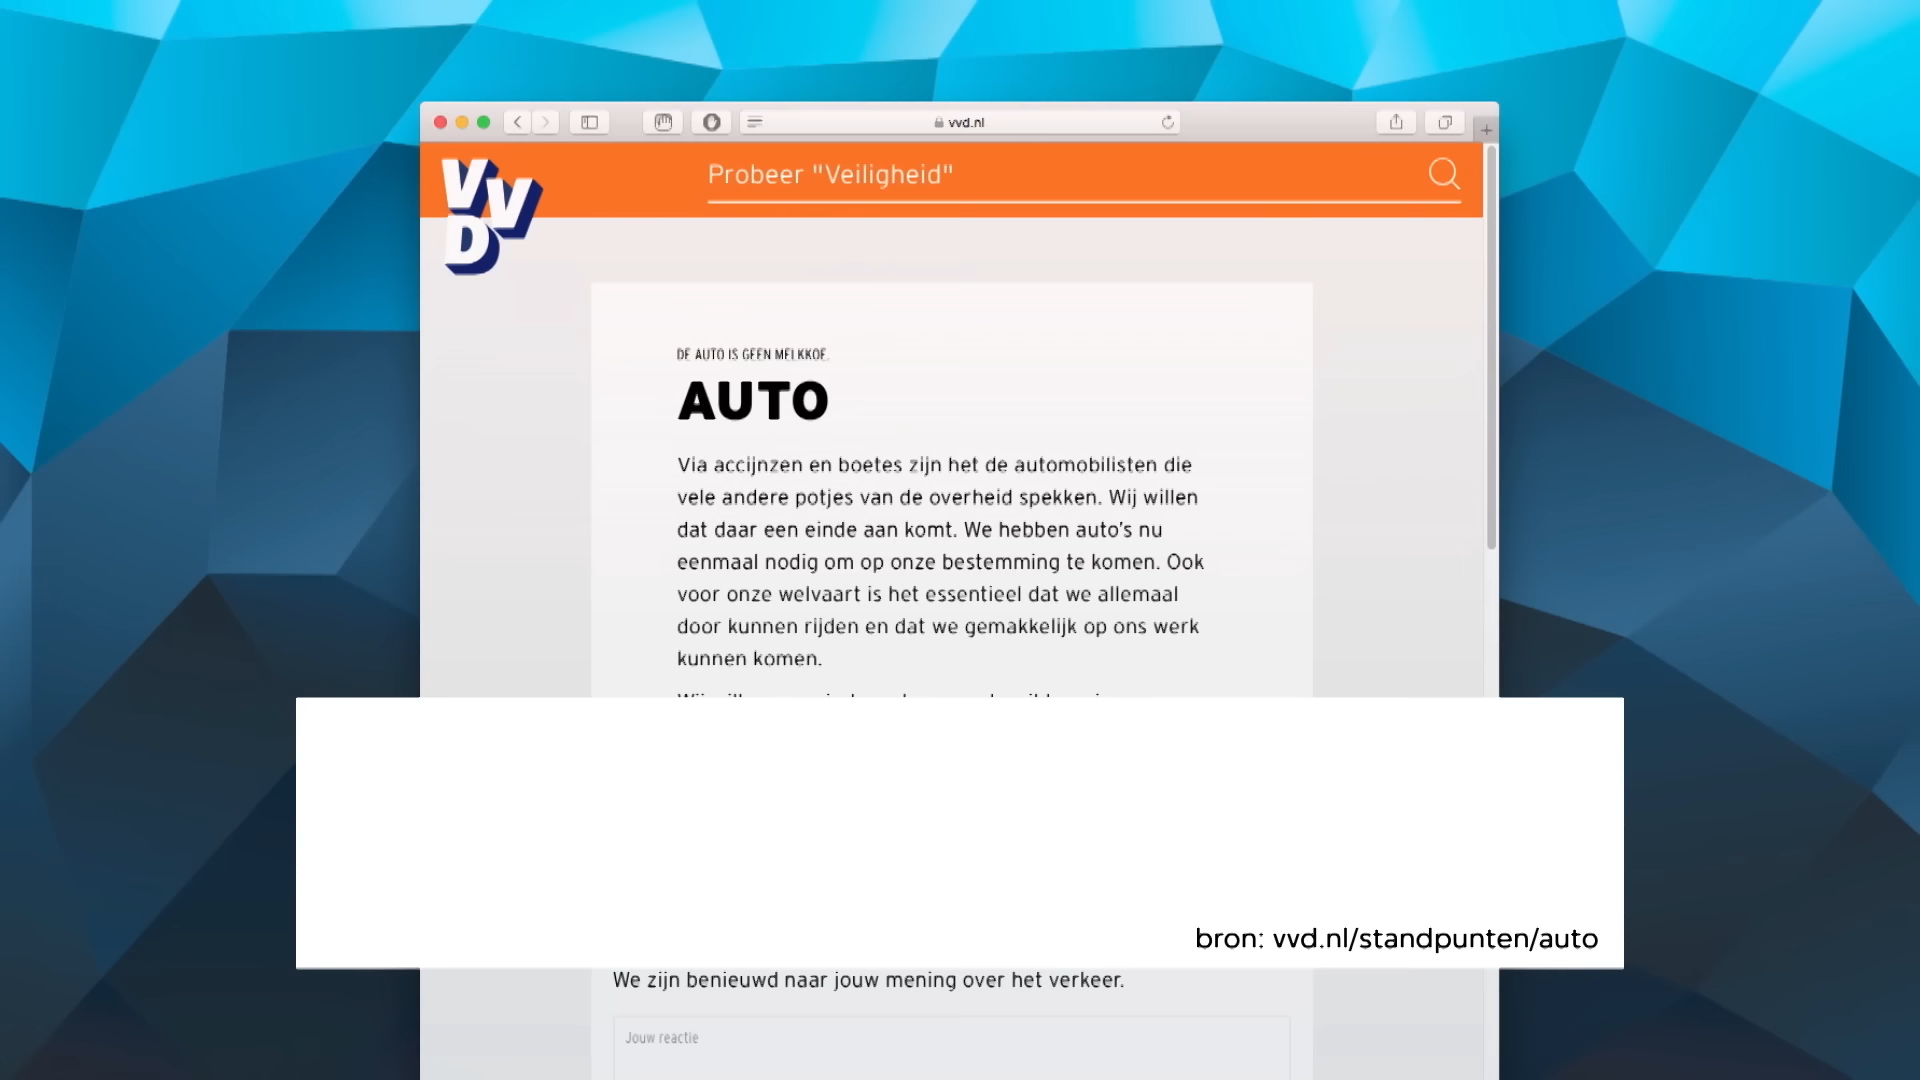 vvd.nl
VVD
Probeer "Veiligheid"
DE AUTO IS GEEN MELKKOE.
AUTO
Via accijnzen en boetes zijn het de automobilisten die
vele andere potjes van de overheid spekken. Wij willen
dat daar een einde aan komt. We hebben auto's nu
eenmaal nodig om op onze bestemming te komen. Ook
voor onze welvaart is het essentieel dat we allemaal
door kunnen rijden en dat we gemakkelijk op ons werk
kunnen komen.
bron: vvd.nl/standpunten/auto
We zijn benieuwd naar jouw mening over het verkeer.
Jouw reactie